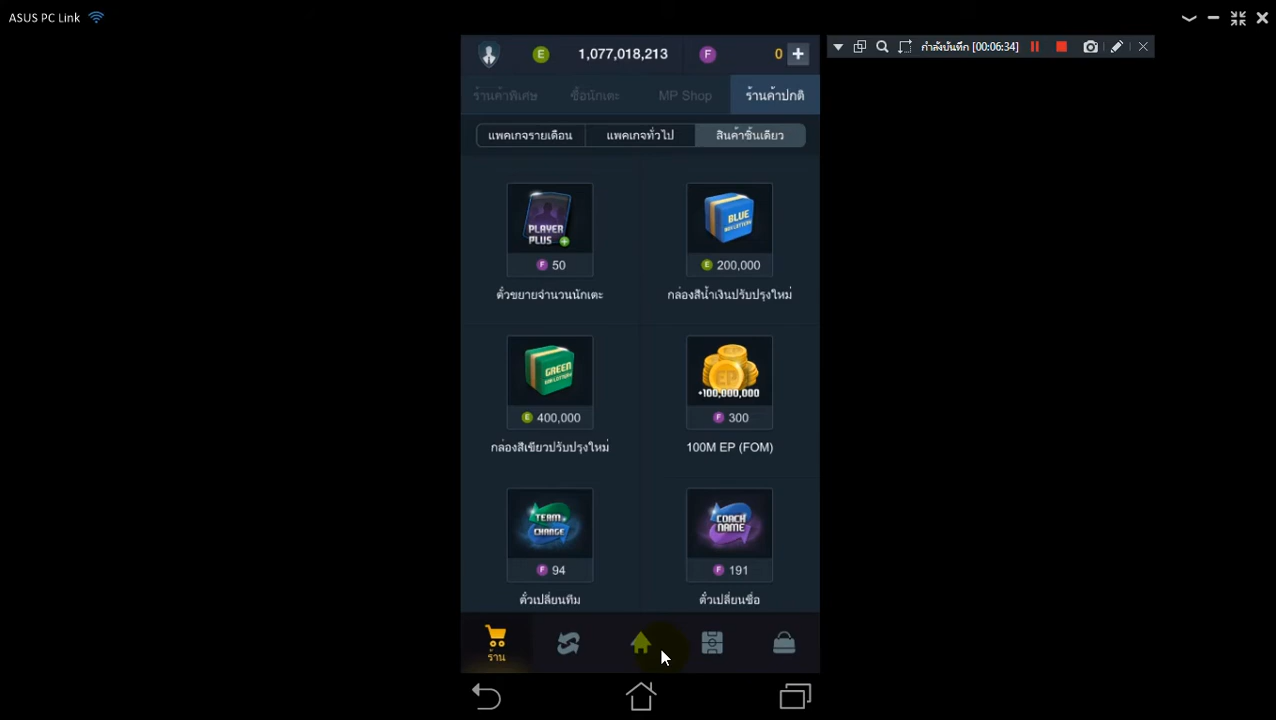 ASUS PC Link
กำลังบันทึก [00:06:34]
E 1,077,018,213 F 0
ร้านค้าพิเศษ ซื้อนักเตะ MP Shop ร้านค้าปกติ
แพคเกจรายเดือน แพคเกจทั่วไป สินค้าชิ้นเดียว
PLAYER PLUS
BLUE BOX LOTTERY
F 50
E 200,000
ตั๋วขยายจำนวนนักเตะ
กล่องสีน้ำเงินปรับปรุงใหม่
GREEN BOX LOTTERY
EP
+100,000,000
E 400,000
F 300
กล่องสีเขียวปรับปรุงใหม่
100M EP (FOM)
TEAM CHANGE
COACH NAME
F 94
F 191
ตั๋วเปลี่ยนทีม
ตั๋วเปลี่ยนชื่อ
ร้าน